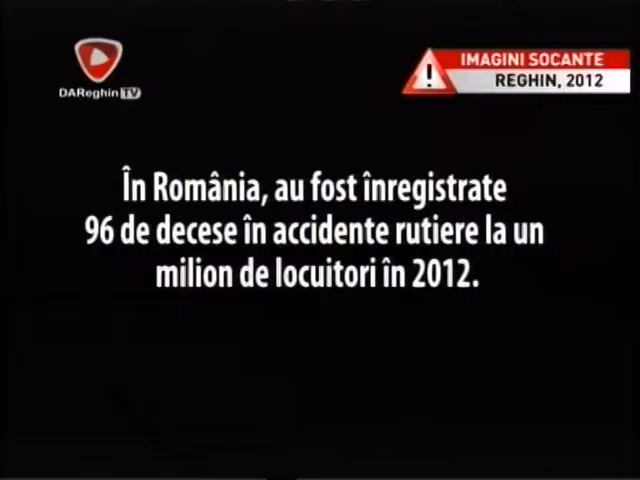 DAReghin TV
IMAGINI SOCANTE
REGHIN, 2012
În România, au fost înregistrate
96 de decese în accidente rutiere la un
milion de locuitori în 2012.